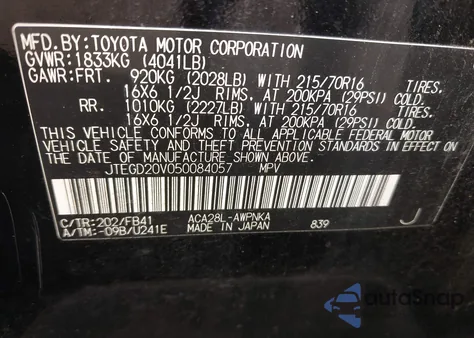 MFD.BY:TOYOTA MOTOR CORPORATION
GVWR:1833KG (4041LB)
GAWR:FRT. 920KG (2028LB) WITH 215/70R16 TIRES,
16X6 1/2J RIMS, AT 200KPA (29PSI) COLD.
RR. 1010KG (2227LB) WITH 215/70R16 TIRES,
16X6 1/2J RIMS, AT 200KPA (29PSI) COLD.
THIS VEHICLE CONFORMS TO ALL APPLICABLE FEDERAL MOTOR
VEHICLE SAFETY AND THEFT PREVENTION STANDARDS IN
EFFECT ON THE DATE OF MANUFACTURE SHOWN ABOVE.
JTEGD20V050084057 MPV
C/TR:202/FB41 ACA28L-AWPNKA
A/TM:-09B/U241E MADE IN JAPAN 839 J
autoSnap